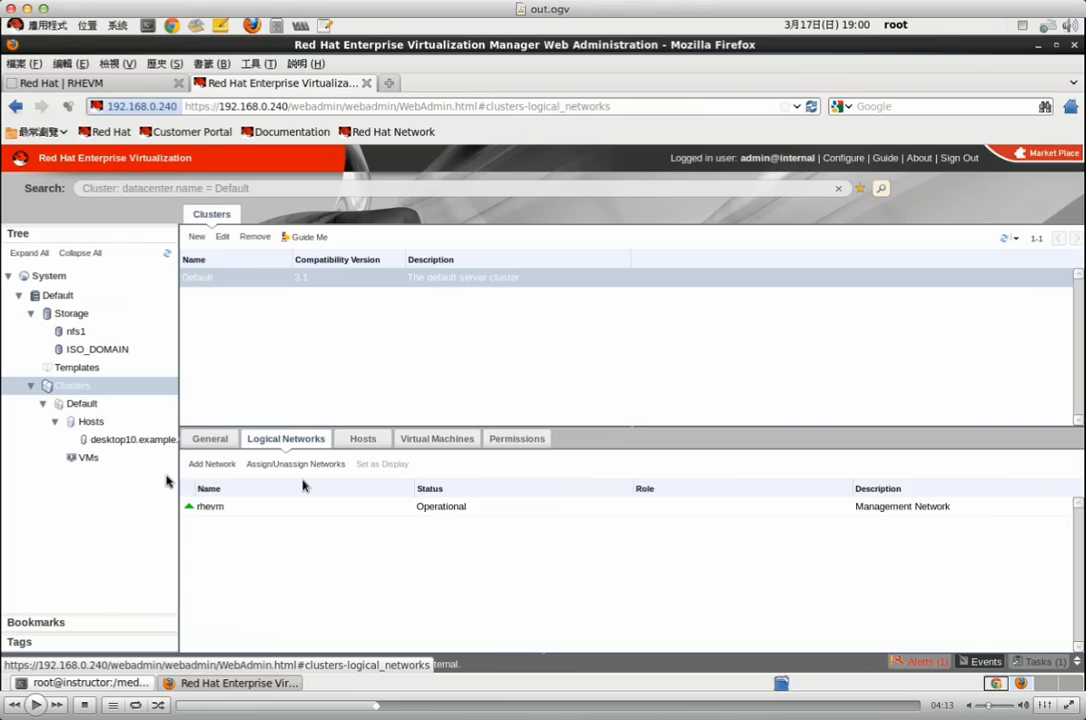 out.ogv
應用程式 位置 系統 3月17日(日) 19:00 root
Red Hat Enterprise Virtualization Manager Web Administration - Mozilla Firefox
檔案 (F) 編輯 (E) 檢視 (V) 歷史 (S) 書籤 (B) 工具 (T) 說明 (H)
Red Hat | RHEVM Red Hat Enterprise Virtualiza...
192.168.0.240 https://192.168.0.240/webadmin/webadmin/WebAdmin.html#clusters-logical_networks Google
最常瀏覽 Red Hat Customer Portal Documentation Red Hat Network
Red Hat Enterprise Virtualization Logged in user: admin@internal | Configure | Guide | About | Sign Out Market Place
Search: Cluster: datacenter.name = Default
Clusters
Tree
New Edit Remove Guide Me 1-1
Expand All Collapse All
Name Compatibility Version Description
System
Default 3.1 The default server cluster
Default
Storage
nfs1
ISO_DOMAIN
Templates
Clusters
Default
Hosts
desktop10.example.
VMs
General Logical Networks Hosts Virtual Machines Permissions
Add Network Assign/Unassign Networks Set as Display
Name Status Role Description
rhevm Operational Management Network
Bookmarks
Tags
https://192.168.0.240/webadmin/webadmin/WebAdmin.html#clusters-logical_networks ternal. Alerts (1) Events Tasks (1)
root@instructor:/med... Red Hat Enterprise Vir...
04:13